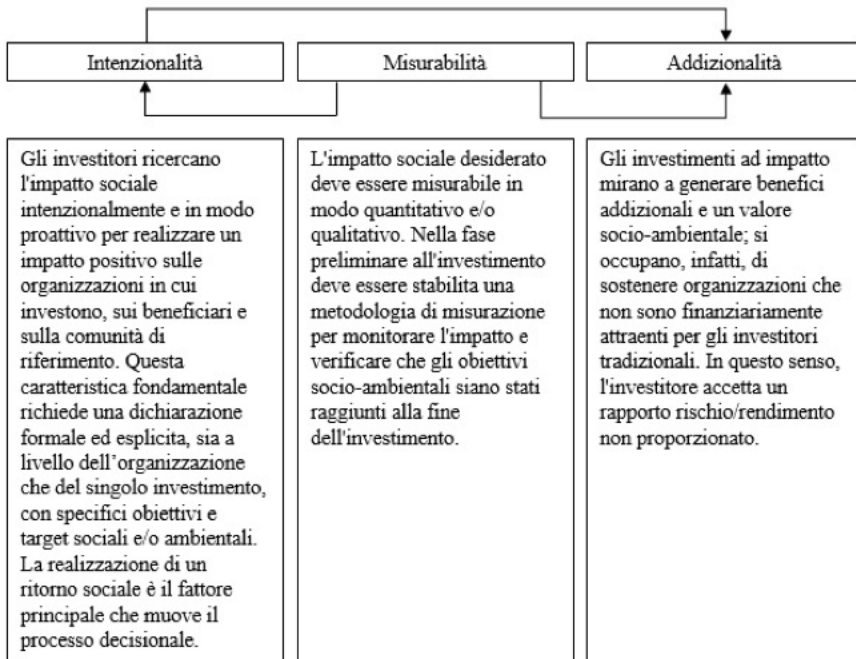 Intenzionalità
Misurabilità
Addizionalità
Gli investitori ricercano
l'impatto sociale
intenzionalmente e in modo
proattivo per realizzare un
impatto positivo sulle
organizzazioni in cui
investono, sui beneficiari e
sulla comunità di
riferimento. Questa
caratteristica fondamentale
richiede una dichiarazione
formale ed esplicita, sia a
livello dell’organizzazione
che del singolo investimento,
con specifici obiettivi e
target sociali e/o ambientali.
La realizzazione di un
ritorno sociale è il fattore
principale che muove il
processo decisionale.
L'impatto sociale desiderato
deve essere misurabile in
modo quantitativo e/o
qualitativo. Nella fase
preliminare all'investimento
deve essere stabilita una
metodologia di misurazione
per monitorare l'impatto e
verificare che gli obiettivi
socio-ambientali siano stati
raggiunti alla fine
dell'investimento.
Gli investimenti ad impatto
mirano a generare benefici
addizionali e un valore
socio-ambientale; si
occupano, infatti, di
sostenere organizzazioni che
non sono finanziariamente
attraenti per gli investitori
tradizionali. In questo senso,
l'investitore accetta un
rapporto rischio/rendimento
non proporzionato.